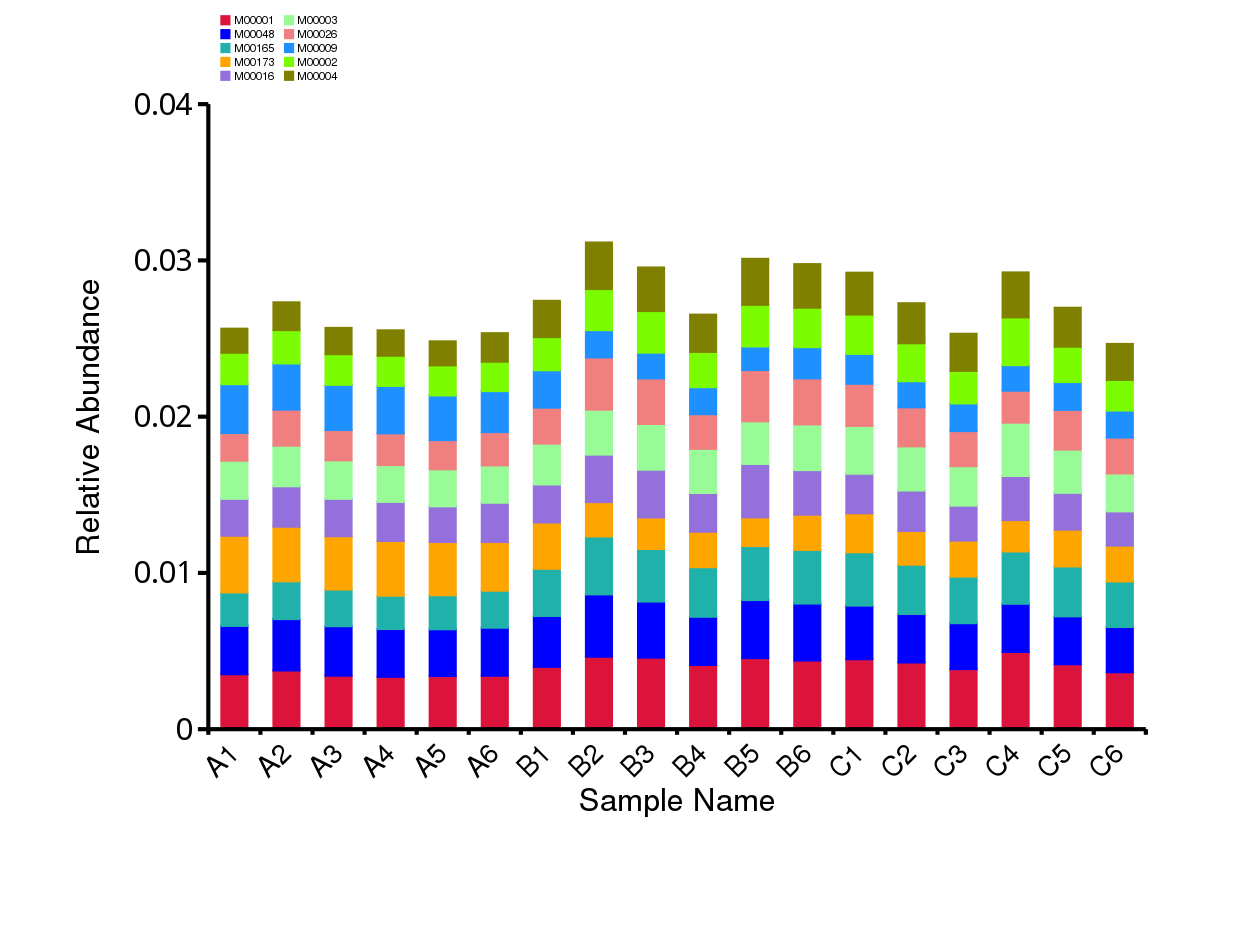 M00001 M00003
M00048 M00026
M00165 M00009
M00173 M00002
M00016 M00004
0.04
0.03
0.02
0.01
0
Relative Abundance
A1 A2 A3 A4 A5 A6 B1 B2 B3 B4 B5 B6 C1 C2 C3 C4 C5 C6
Sample Name